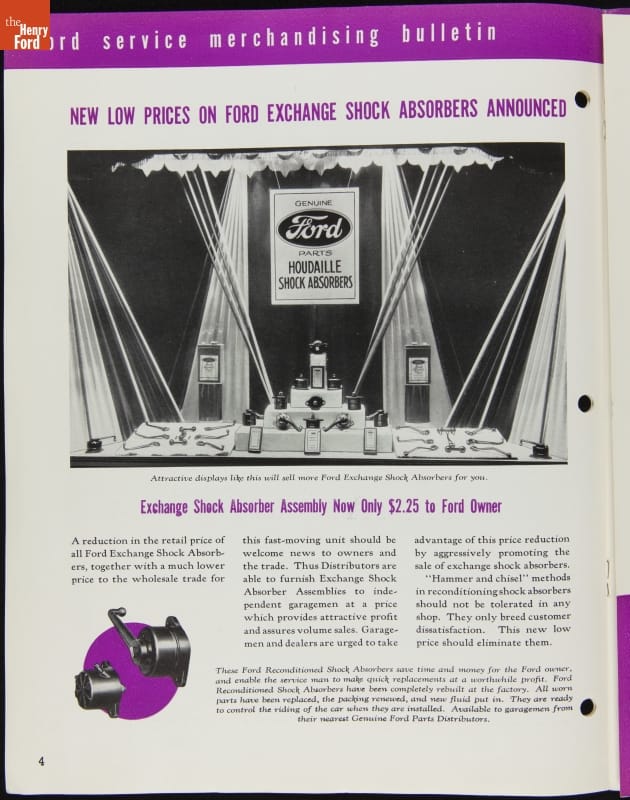 the
Henry
Ford
ord service merchandising bulletin
NEW LOW PRICES ON FORD EXCHANGE SHOCK ABSORBERS ANNOUNCED
GENUINE
Ford
PARTS
HOUDAILLE
SHOCK ABSORBERS
Attractive displays like this will sell more Ford Exchange Shock Absorbers for you.
Exchange Shock Absorber Assembly Now Only $2.25 to Ford Owner
A reduction in the retail price of
all Ford Exchange Shock Absorb-
ers, together with a much lower
price to the wholesale trade for
this fast-moving unit should be
welcome news to owners and
the trade. Thus Distributors are
able to furnish Exchange Shock
Absorber Assemblies to inde-
pendent garagemen at a price
which provides attractive profit
and assures volume sales. Garage-
men and dealers are urged to take
advantage of this price reduction
by aggressively promoting the
sale of exchange shock absorbers.
"Hammer and chisel" methods
in reconditioning shock absorbers
should not be tolerated in any
shop. They only breed customer
dissatisfaction. This new low
price should eliminate them.
These Ford Reconditioned Shock Absorbers save time and money for the Ford owner,
and enable the service man to make quick replacements at a worthwhile profit. Ford
Reconditioned Shock Absorbers have been completely rebuilt at the factory. All worn
parts have been replaced, the packing renewed, and new fluid put in. They are ready
to control the riding of the car when they are installed. Available to garagemen from
their nearest Genuine Ford Parts Distributors.
4